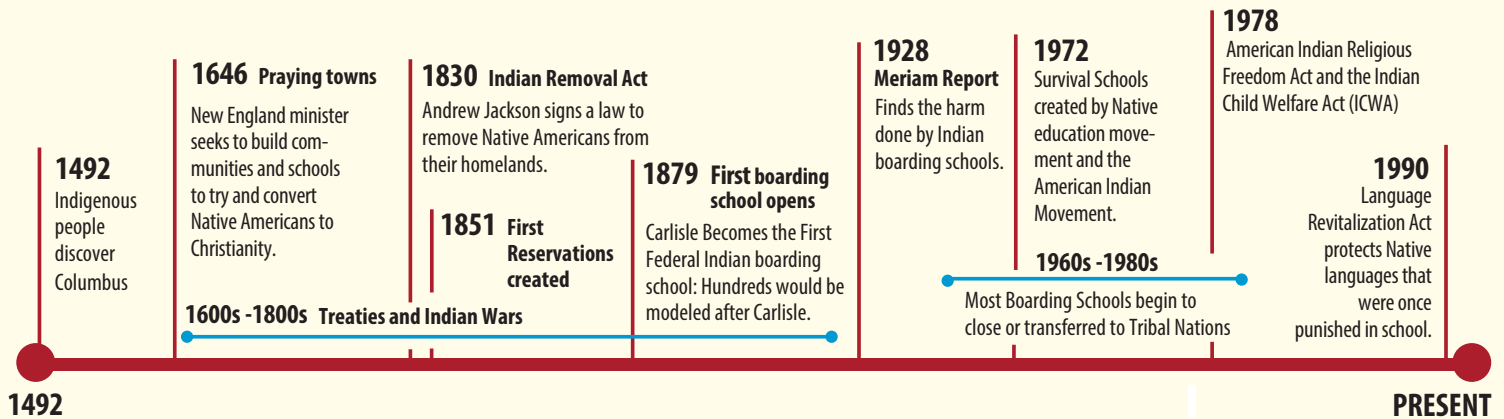 1492
Indigenous
people
discover
Columbus
1646 Praying towns
New England minister
seeks to build com-
munities and schools
to try and convert
Native Americans to
Christianity.
1600s -1800s Treaties and Indian Wars
1830 Indian Removal Act
Andrew Jackson signs a law to
remove Native Americans from
their homelands.
1851 First
Reservations
created
1879 First boarding
school opens
Carlisle Becomes the First
Federal Indian boarding
school: Hundreds would be
modeled after Carlisle.
1928
Meriam Report
Finds the harm
done by Indian
boarding schools.
1972
Survival Schools
created by Native
education move-
ment and the
American Indian
Movement.
1960s -1980s
Most Boarding Schools begin to
close or transferred to Tribal Nations
1978
American Indian Religious
Freedom Act and the Indian
Child Welfare Act (ICWA)
1990
Language
Revitalization Act
protects Native
languages that
were once
punished in school.
1492
PRESENT